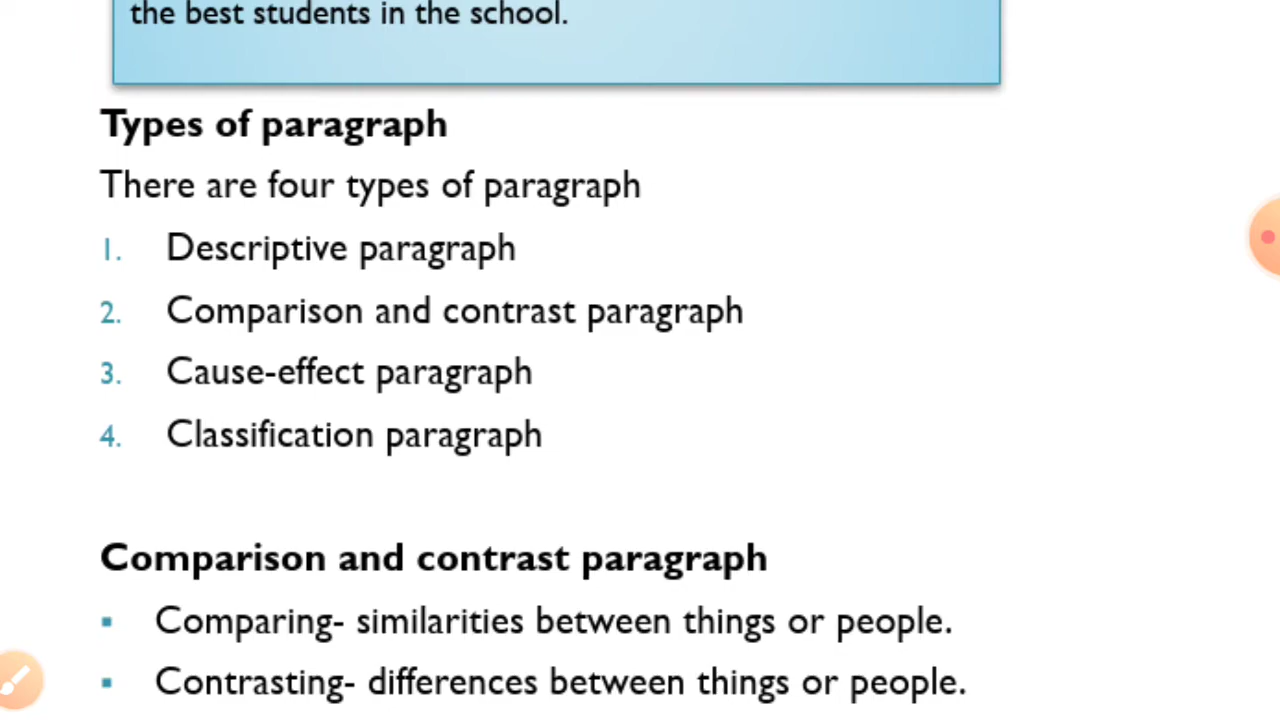 the best students in the school.
Types of paragraph
There are four types of paragraph
1. Descriptive paragraph
2. Comparison and contrast paragraph
3. Cause-effect paragraph
4. Classification paragraph
Comparison and contrast paragraph
▪ Comparing- similarities between things or people.
▪ Contrasting- differences between things or people.